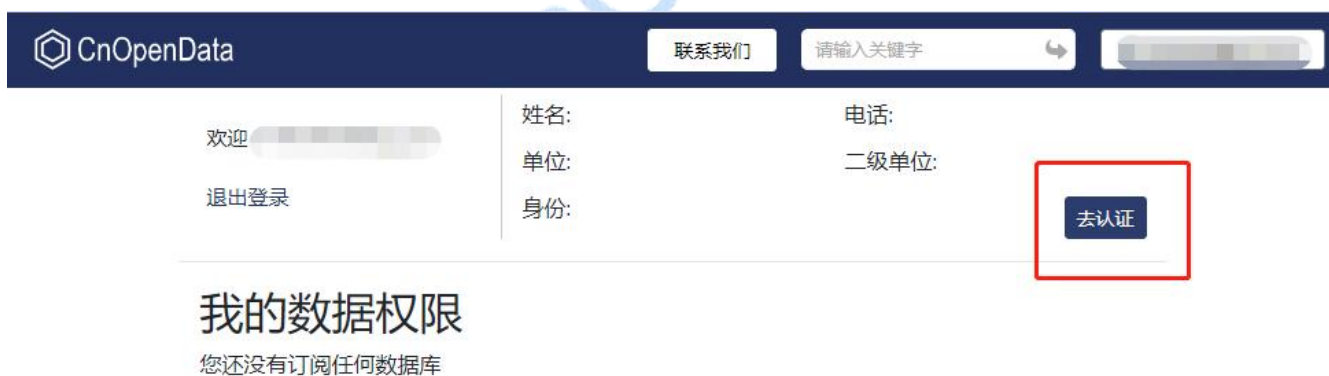 CnOpenData
联系我们
请输入关键字
欢迎
退出登录
姓名:
电话:
单位:
二级单位:
身份:
去认证
我的数据权限
您还没有订阅任何数据库